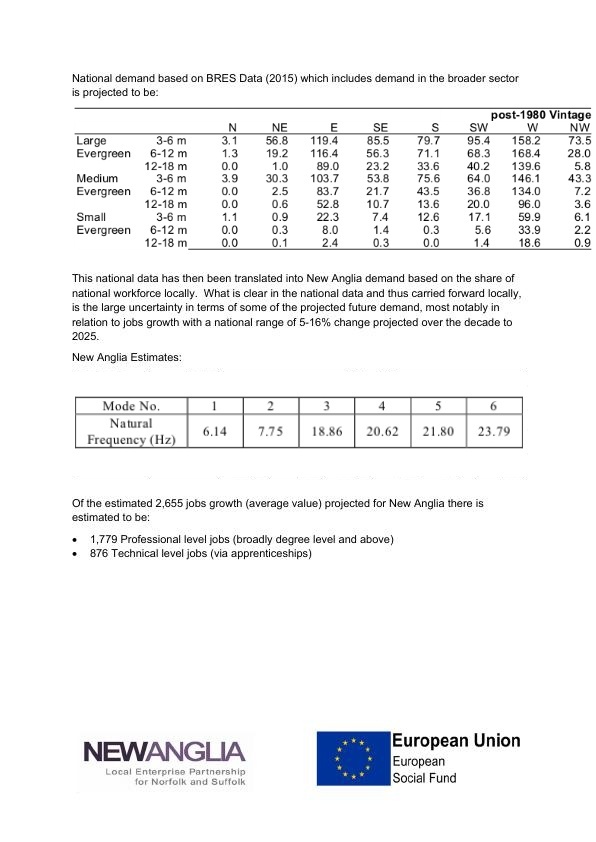 National demand based on BRES Data (2015) which includes demand in the broader sector
is projected to be:
post-1980 Vintage
N NE E SE S SW W NW
Large 3-6 m 3.1 56.8 119.4 85.5 79.7 95.4 158.2 73.5
Evergreen 6-12 m 1.3 19.2 116.4 56.3 71.1 68.3 168.4 28.0
12-18 m 0.0 1.0 89.0 23.2 33.6 40.2 139.6 5.8
Medium 3-6 m 3.9 30.3 103.7 53.8 75.6 64.0 146.1 43.3
Evergreen 6-12 m 0.0 2.5 83.7 21.7 43.5 36.8 134.0 7.2
12-18 m 0.0 0.6 52.8 10.7 13.6 20.0 96.0 3.6
Small 3-6 m 1.1 0.9 22.3 7.4 12.6 17.1 59.9 6.1
Evergreen 6-12 m 0.0 0.3 8.0 1.4 0.3 5.6 33.9 2.2
12-18 m 0.0 0.1 2.4 0.3 0.0 1.4 18.6 0.9
This national data has then been translated into New Anglia demand based on the share of
national workforce locally. What is clear in the national data and thus carried forward locally,
is the large uncertainty in terms of some of the projected future demand, most notably in
relation to jobs growth with a national range of 5-16% change projected over the decade to
2025.
New Anglia Estimates:
Mode No. 1 2 3 4 5 6
Natural
Frequency (Hz) 6.14 7.75 18.86 20.62 21.80 23.79
Of the estimated 2,655 jobs growth (average value) projected for New Anglia there is
estimated to be:
• 1,779 Professional level jobs (broadly degree level and above)
• 876 Technical level jobs (via apprenticeships)
NEWANGLIA
Local Enterprise Partnership
for Norfolk and Suffolk
European Union
European
Social Fund